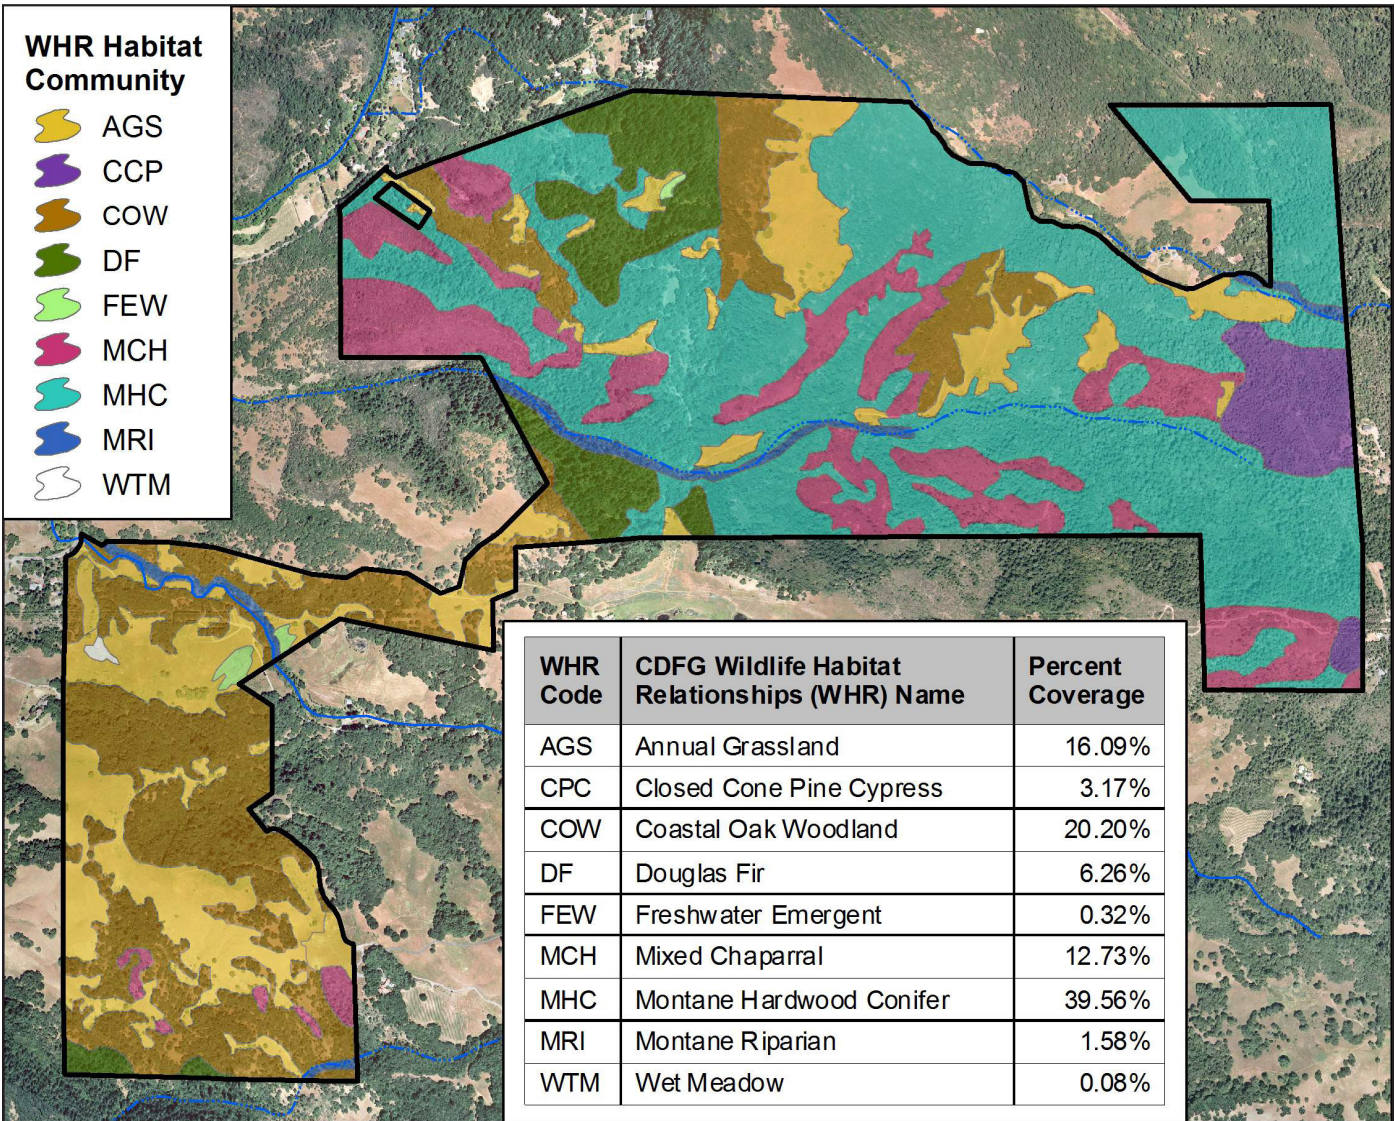 WHR Habitat
Community
AGS
CCP
COW
DF
FEW
MCH
MHC
MRI
WTM
WHR Code CDFG Wildlife Habitat Relationships (WHR) Name Percent Coverage
AGS Annual Grassland 16.09%
CPC Closed Cone Pine Cypress 3.17%
COW Coastal Oak Woodland 20.20%
DF Douglas Fir 6.26%
FEW Freshwater Emergent 0.32%
MCH Mixed Chaparral 12.73%
MHC Montane Hardwood Conifer 39.56%
MRI Montane Riparian 1.58%
WTM Wet Meadow 0.08%